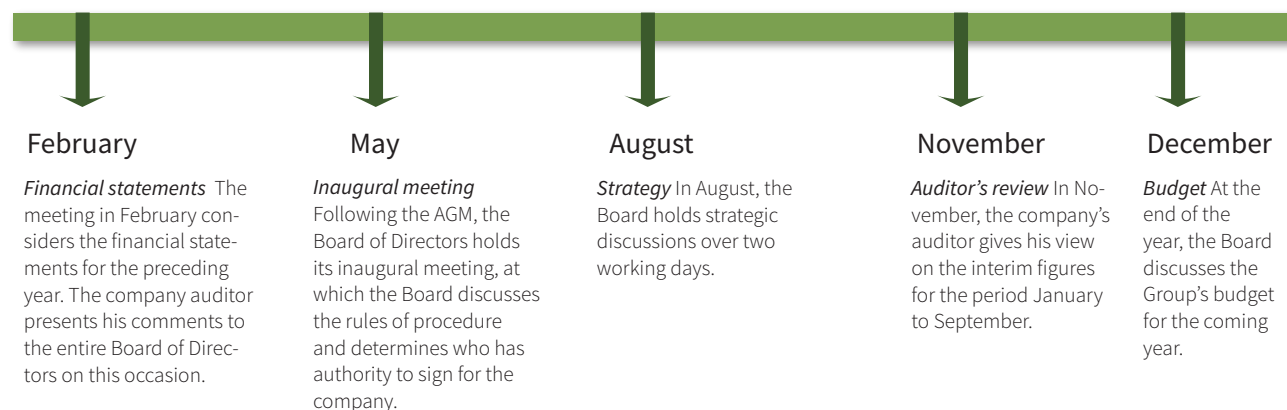 February
Financial statements The
meeting in February con-
siders the financial state-
ments for the preceding
year. The company auditor
presents his comments to
the entire Board of Direc-
tors on this occasion.
May
Inaugural meeting
Following the AGM, the
Board of Directors holds
its inaugural meeting, at
which the Board discusses
the rules of procedure
and determines who has
authority to sign for the
company.
August
Strategy In August, the
Board holds strategic
discussions over two
working days.
November
Auditor’s review In No-
vember, the company’s
auditor gives his view
on the interim figures
for the period January
to September.
December
Budget At the
end of the
year, the Board
discusses the
Group’s budget
for the coming
year.